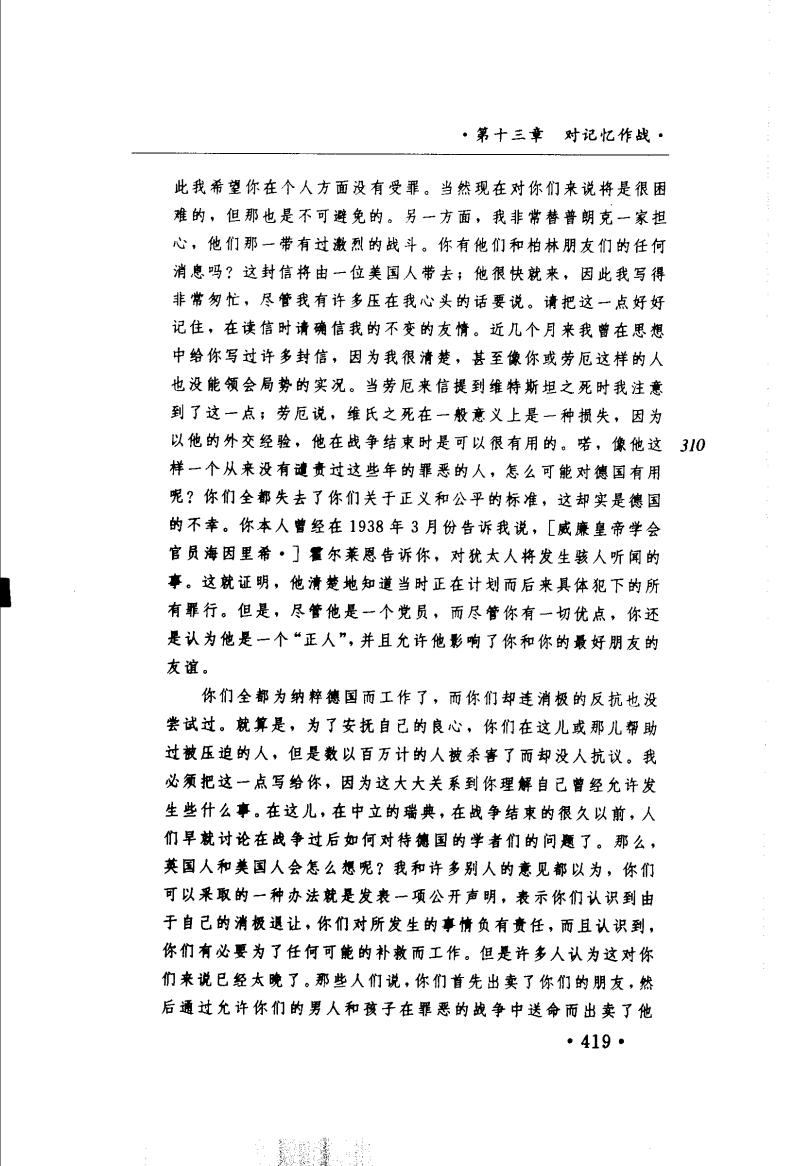 ·第十三章　对记忆作战·
此我希望你在个人方面没有受罪。当然现在对你们来说将是很困
难的，但那也是不可避免的。另一方面，我非常替普朗克一家担
心，他们那一带有过激烈的战斗。你有他们和柏林朋友们的任何
消息吗？这封信将由一位美国人带去；他很快就来，因此我写得
非常匆忙，尽管我有许多压在我心头的话要说。请把这一点好好
记住，在读信时请确信我的不变的友情。近几个月来我曾在思想
中给你写过许多封信，因为我很清楚，甚至像你或劳厄这样的人
也没能领会局势的实况。当劳厄来信提到维特斯坦之死时我注意
到了这一点；劳厄说，维氏之死在一般意义上是一种损失，因为
以他的外交经验，他在战争结束时是可以很有用的。喏，像他这
310
样一个从来没有谴责过这些年的罪恶的人，怎么可能对德国有用
呢？你们全都失去了你们关于正义和公平的标准，这却实是德国
的不幸。你本人曾经在 1938 年 3 月份告诉我说，[威廉皇帝学会
官员海因里希·] 霍尔莱恩告诉你，对犹太人将发生骇人听闻的
事。这就证明，他清楚地知道当时正在计划而后来具体犯下的所
有罪行。但是，尽管他是一个党员，而尽管你有一切优点，你还
是认为他是一个“正人”，并且允许他影响了你和你的最好朋友的
友谊。
你们全都为纳粹德国而工作了，而你们却连消极的反抗也没
尝试过。就算是，为了安抚自己的良心，你们在这儿或那儿帮助
过被压迫的人，但是数以百万计的人被杀害了而却没人抗议。我
必须把这一点写给你，因为这大大关系到你理解自己曾经允许发
生些什么事。在这儿，在中立的瑞典，在战争结束的很久以前，人
们早就讨论在战争过后如何对待德国的学者们的问题了。那么，
英国人和美国人会怎么想呢？我和许多别人的意见都以为，你们
可以采取的一种办法就是发表一项公开声明，表示你们认识到由
于自己的消极退让，你们对所发生的事情负有责任，而且认识到，
你们有必要为了任何可能的补救而工作。但是许多人认为这对你
们来说已经太晚了。那些人们说，你们首先出卖了你们的朋友，然
后通过允许你们的男人和孩子在罪恶的战争中送命而出卖了他
·419·